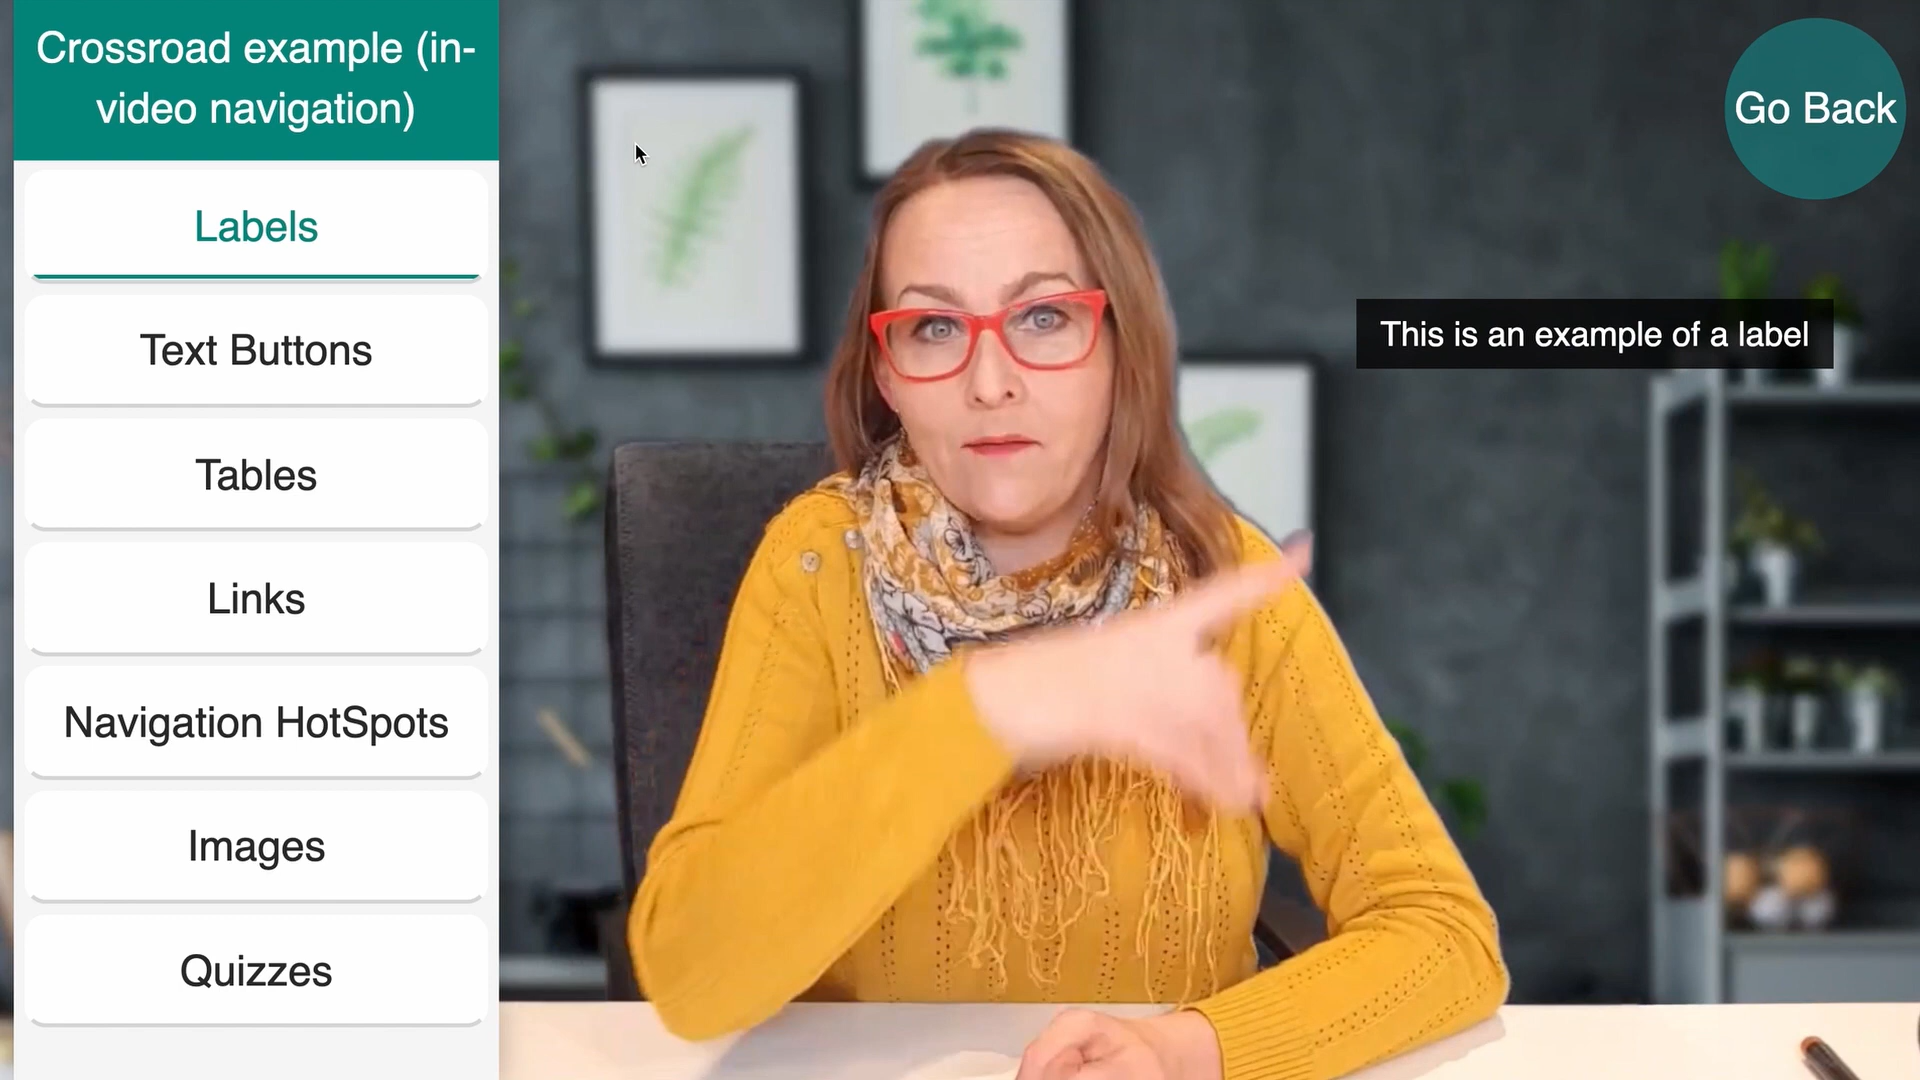 Crossroad example (in-
video navigation)
Labels
Text Buttons
Tables
Links
Navigation HotSpots
Images
Quizzes
Go Back
This is an example of a label